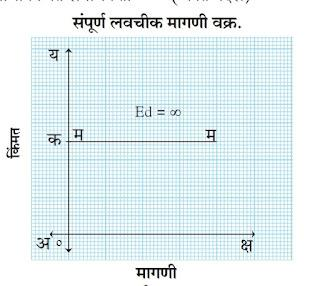 संपूर्ण लवचीक मागणी वक्र.
य
Ed = ∞
क म म
किंमत
अ ० क्ष
मागणी